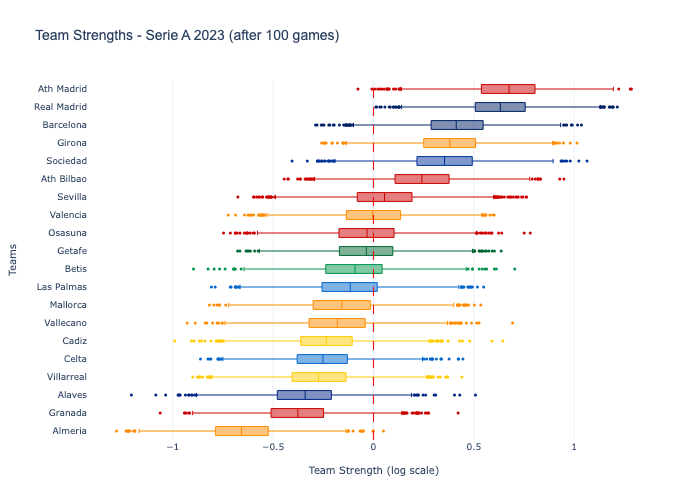 Team Strengths - Serie A 2023 (after 100 games)
Ath Madrid
Real Madrid
Barcelona
Girona
Sociedad
Ath Bilbao
Sevilla
Valencia
Osasuna
Getafe
Betis
Las Palmas
Mallorca
Vallecano
Cadiz
Celta
Villarreal
Alaves
Granada
Almeria
Teams
−1 −0.5 0 0.5 1
Team Strength (log scale)